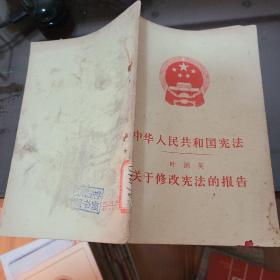 中华人民共和国宪法
叶剑英
关于修改宪法的报告